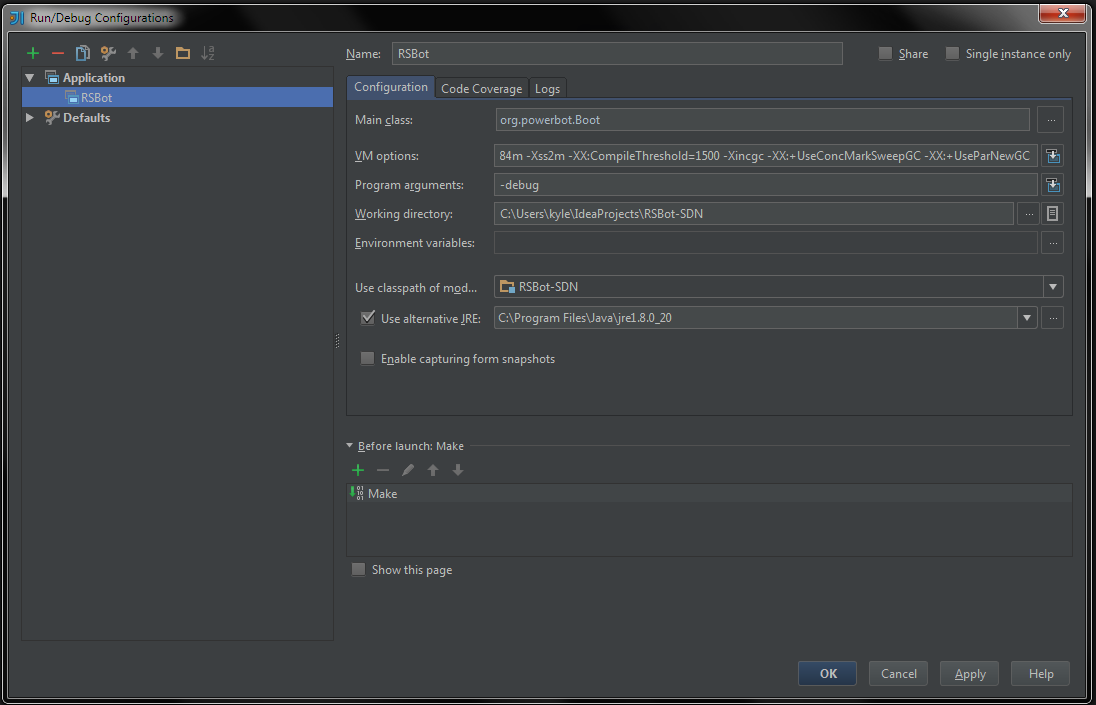 Run/Debug Configurations
Application
RSBot
Defaults
Name: RSBot Share Single instance only
Configuration Code Coverage Logs
Main class: org.powerbot.Boot ...
VM options: 84m -Xss2m -XX:CompileThreshold=1500 -Xincgc -XX:+UseConcMarkSweepGC -XX:+UseParNewGC
Program arguments: -debug
Working directory: C:\Users\kyle\IdeaProjects\RSBot-SDN ...
Environment variables: ...
Use classpath of mod... RSBot-SDN
Use alternative JRE: C:\Program Files\Java\jre1.8.0_20 ...
Enable capturing form snapshots
Before launch: Make
Make
Show this page
OK Cancel Apply Help